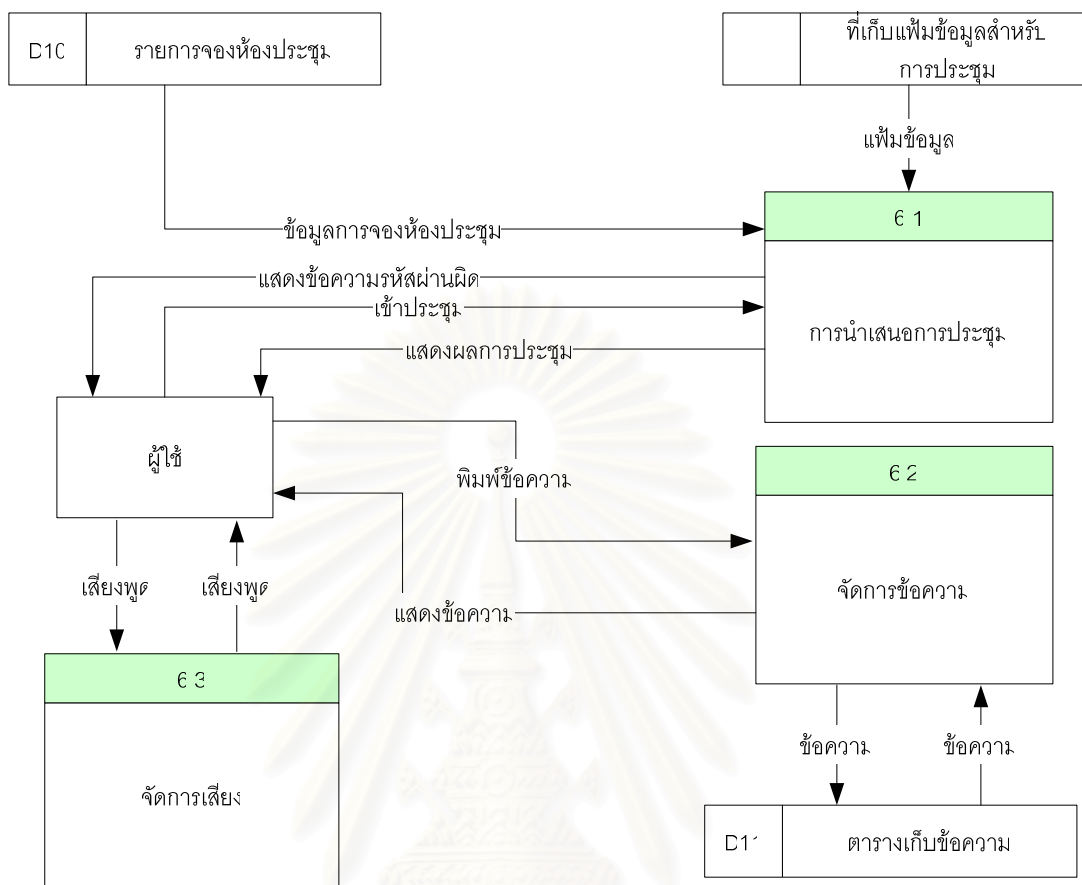 D10
รายการจองห้องประชุม
ที่เก็บแฟ้มข้อมูลสำหรับ
การประชุม
แฟ้มข้อมูล
6.1
ข้อมูลการจองห้องประชุม
แสดงข้อความรหัสผ่านผิด
เข้าประชุม
การนำเสนอการประชุม
แสดงผลการประชุม
ผู้ใช้
พิมพ์ข้อความ
6.2
เสียงพูด
เสียงพูด
จัดการข้อความ
แสดงข้อความ
6.3
ข้อความ
ข้อความ
จัดการเสียง
D11
ตารางเก็บข้อความ